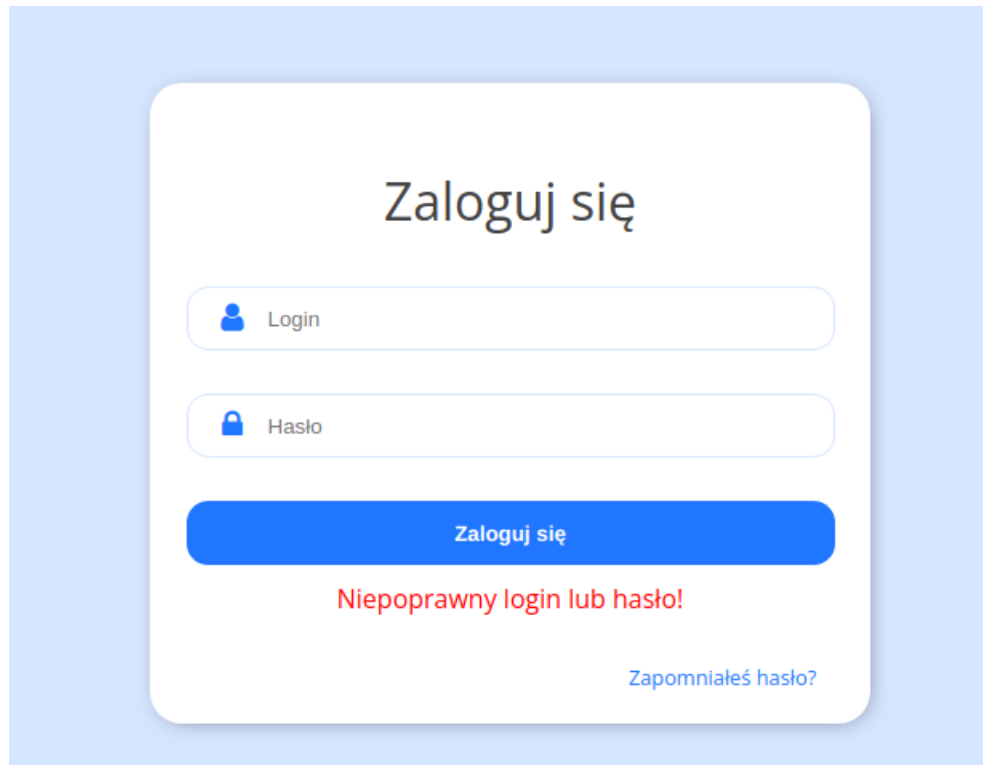 Zaloguj się
Login
Hasło
Zaloguj się
Niepoprawny login lub hasło!
Zapomniałeś hasło?